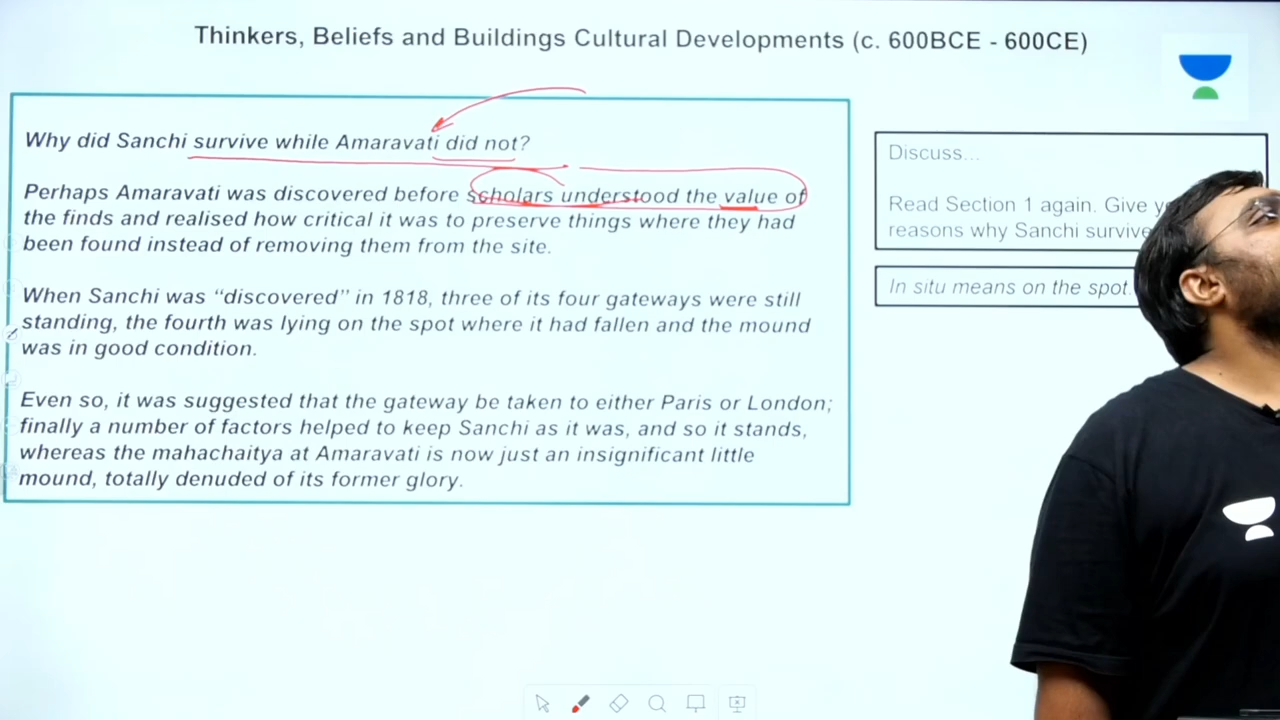 Thinkers, Beliefs and Buildings Cultural Developments (c. 600BCE - 600CE)
Why did Sanchi survive while Amaravati did not?
Perhaps Amaravati was discovered before scholars understood the value of
the finds and realised how critical it was to preserve things where they had
been found instead of removing them from the site.
When Sanchi was “discovered” in 1818, three of its four gateways were still
standing, the fourth was lying on the spot where it had fallen and the mound
was in good condition.
Even so, it was suggested that the gateway be taken to either Paris or London;
finally a number of factors helped to keep Sanchi as it was, and so it stands,
whereas the mahachaitya at Amaravati is now just an insignificant little
mound, totally denuded of its former glory.
Discuss...
Read Section 1 again. Give
reasons why Sanchi
In situ means on the spot.